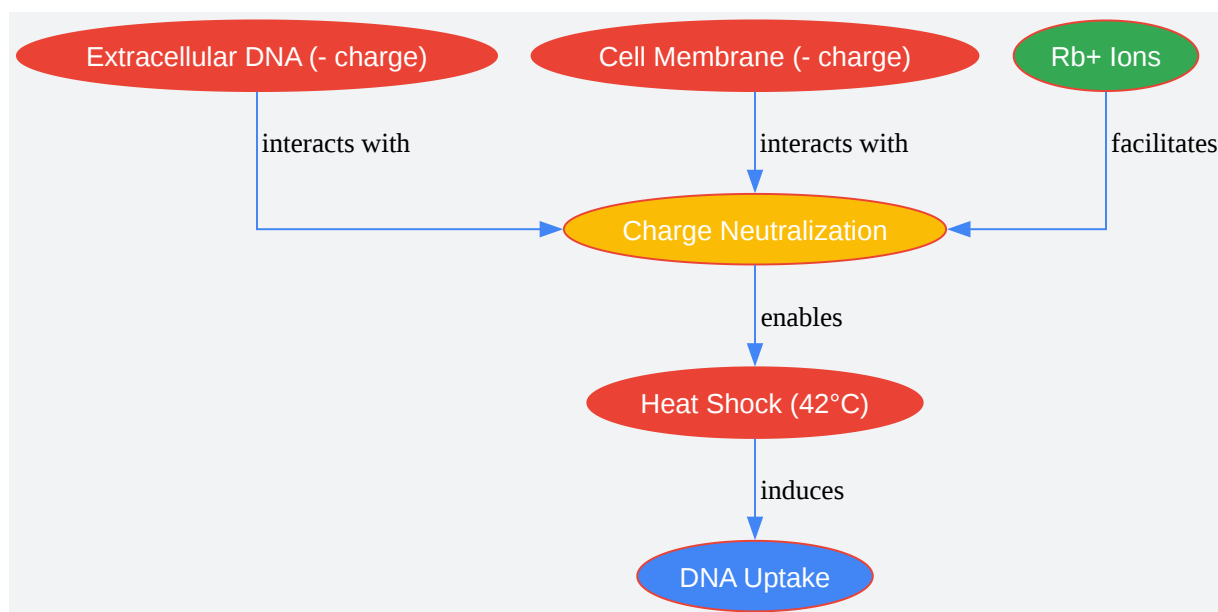 Extracellular DNA (- charge)
Cell Membrane (- charge)
Rb+ Ions
interacts with
interacts with
facilitates
Charge Neutralization
enables
Heat Shock (42°C)
induces
DNA Uptake